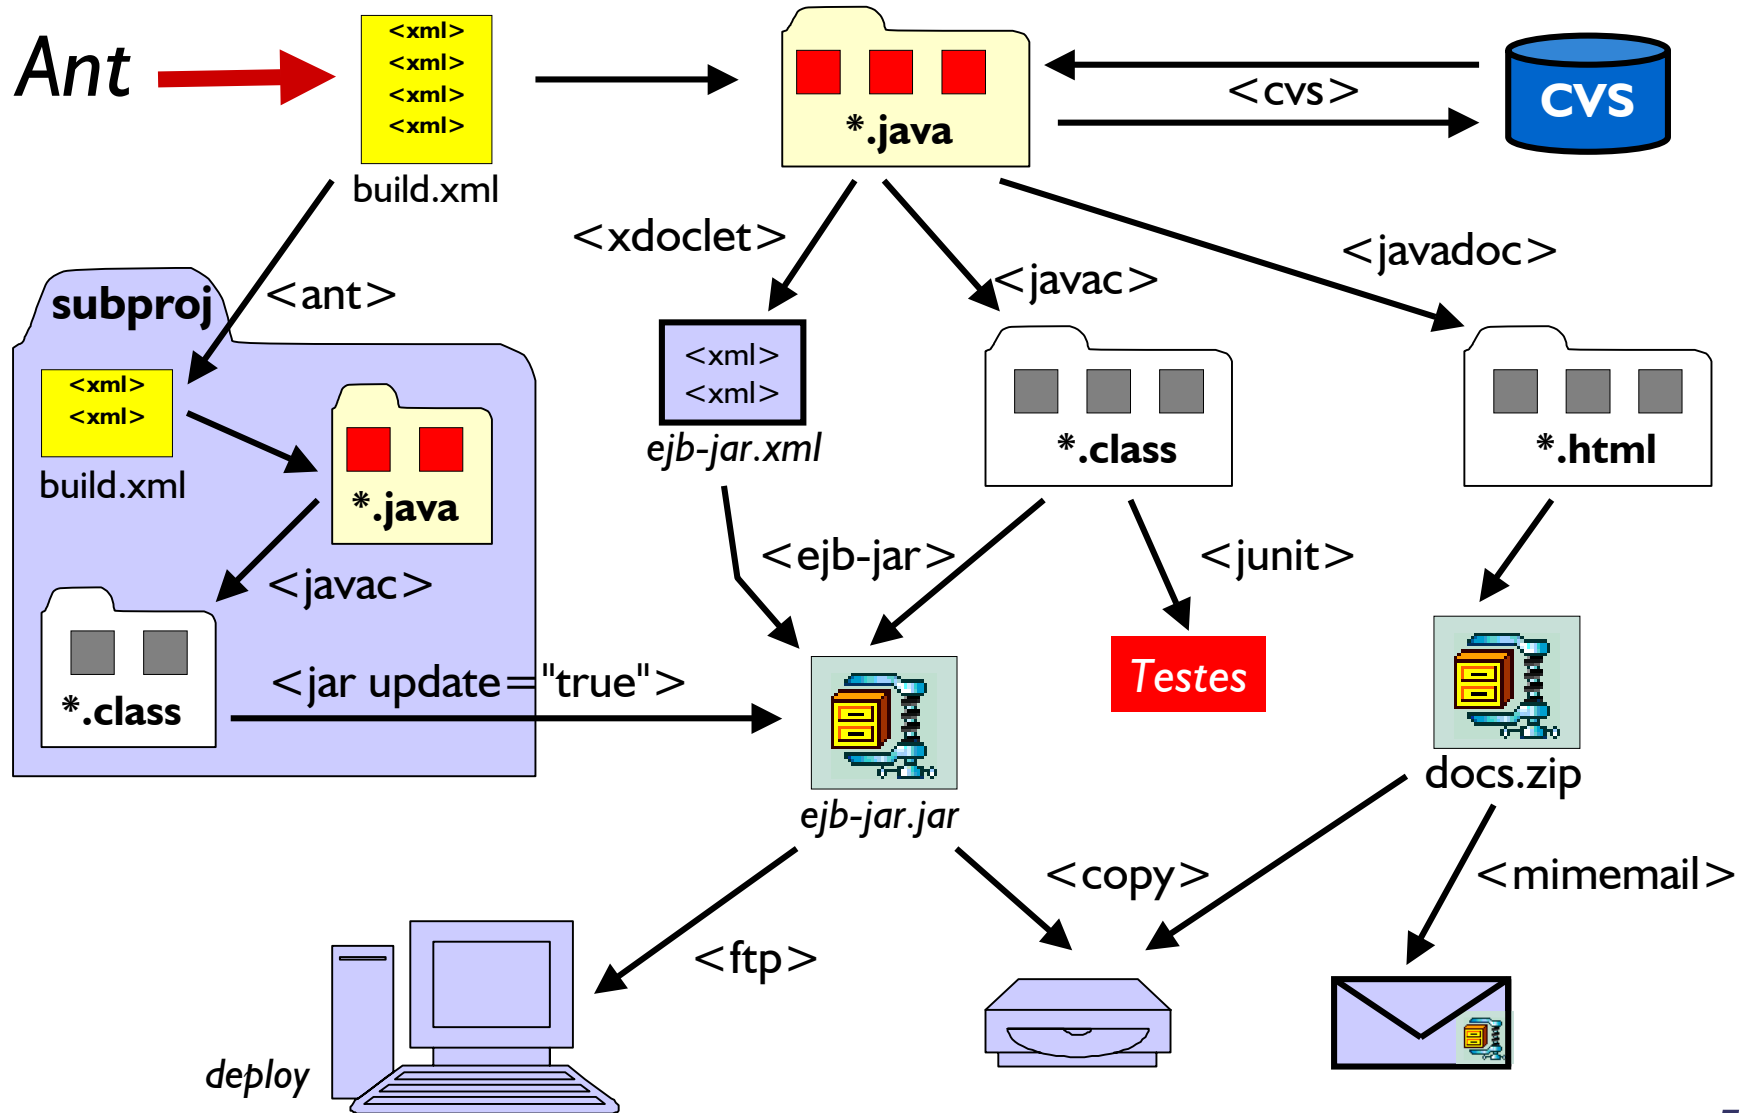 Ant
<xml>
<xml>
<xml>
<xml>
build.xml
*.java
<cvs>
CVS
<xdoclet>
<javac>
<javadoc>
<ant>
subproj
<xml>
<xml>
build.xml
*.java
<javac>
*.class
<jar update="true">
<xml>
<xml>
ejb-jar.xml
*.class
*.html
<ejb-jar>
<junit>
Testes
ejb-jar.jar
docs.zip
<copy>
<mimemail>
<ftp>
deploy